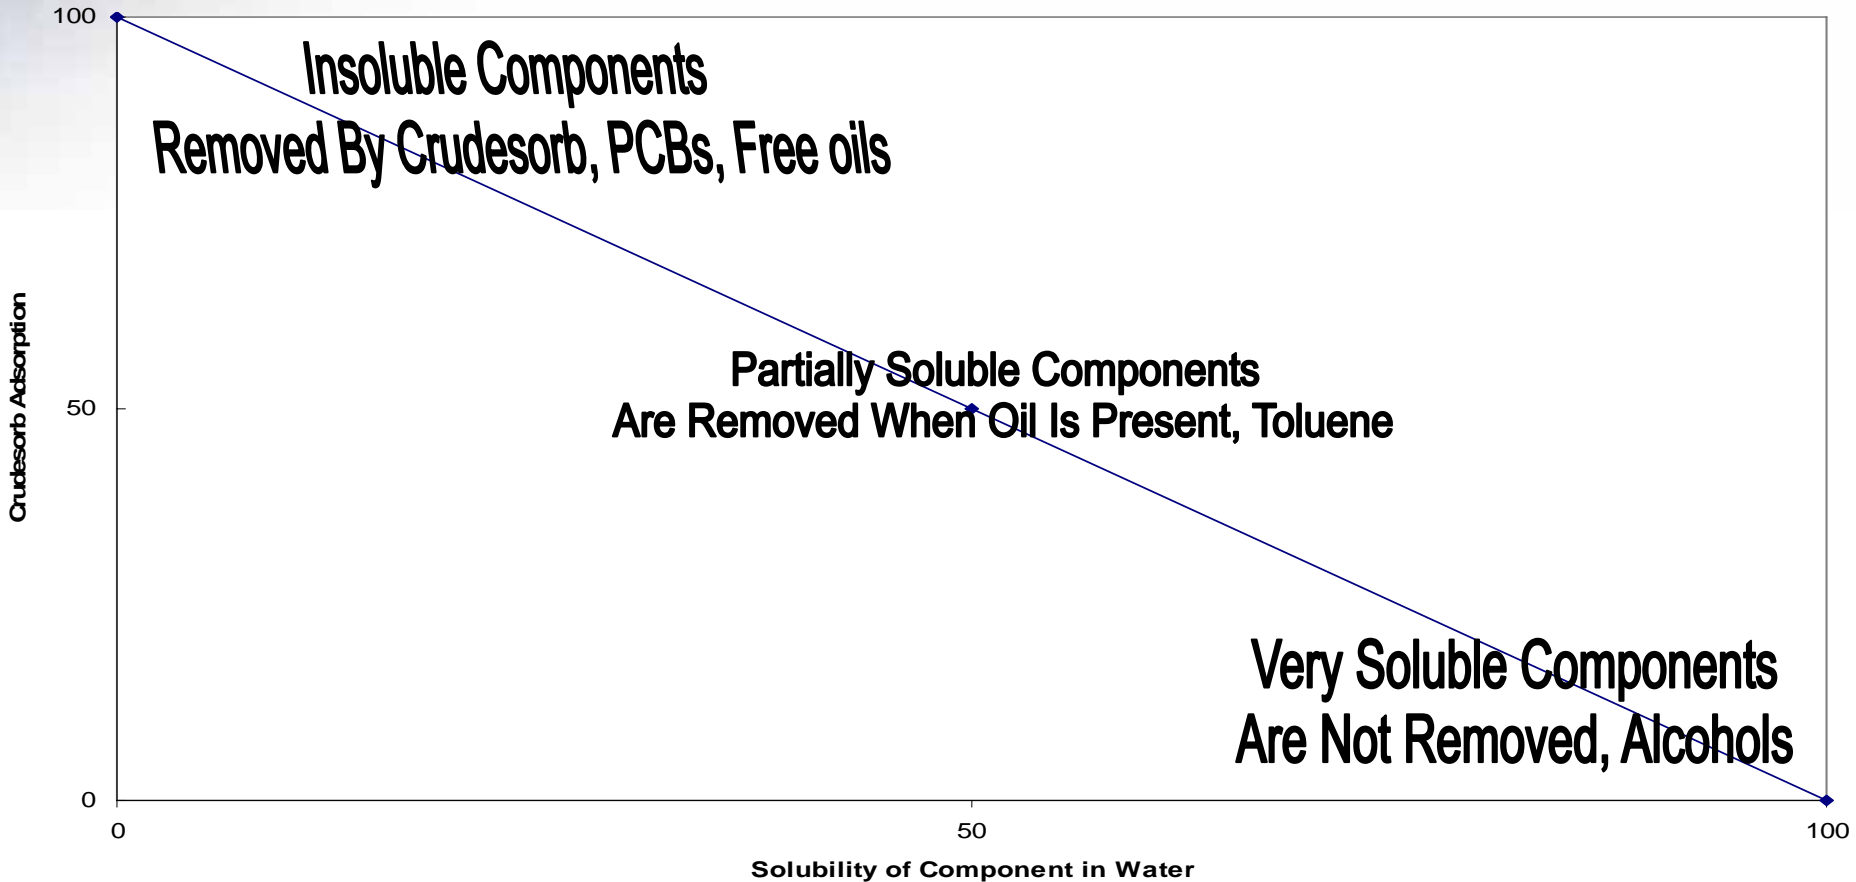 100
Insoluble Components
Removed By Crudesorb, PCBs, Free oils
Crudesorb Adsorption
Partially Soluble Components
50
Are Removed When Oil Is Present, Toluene
Very Soluble Components
Are Not Removed, Alcohols
0
0 50 100
Solubility of Component in Water